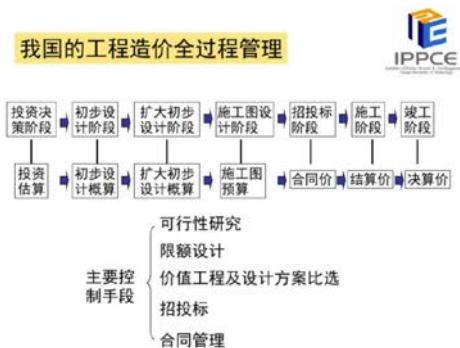 我国的工程造价全过程管理
IPPCE
投资决
策阶段
初步设
计阶段
扩大初步
设计阶段
施工图设
计阶段
招投标
阶段
施工
阶段
竣工
阶段
投资
估算
初步设
计概算
扩大初步
设计概算
施工图
预算
合同价
结算价
决算价
主要控
制手段
可行性研究
限额设计
价值工程及设计方案比选
招投标
合同管理